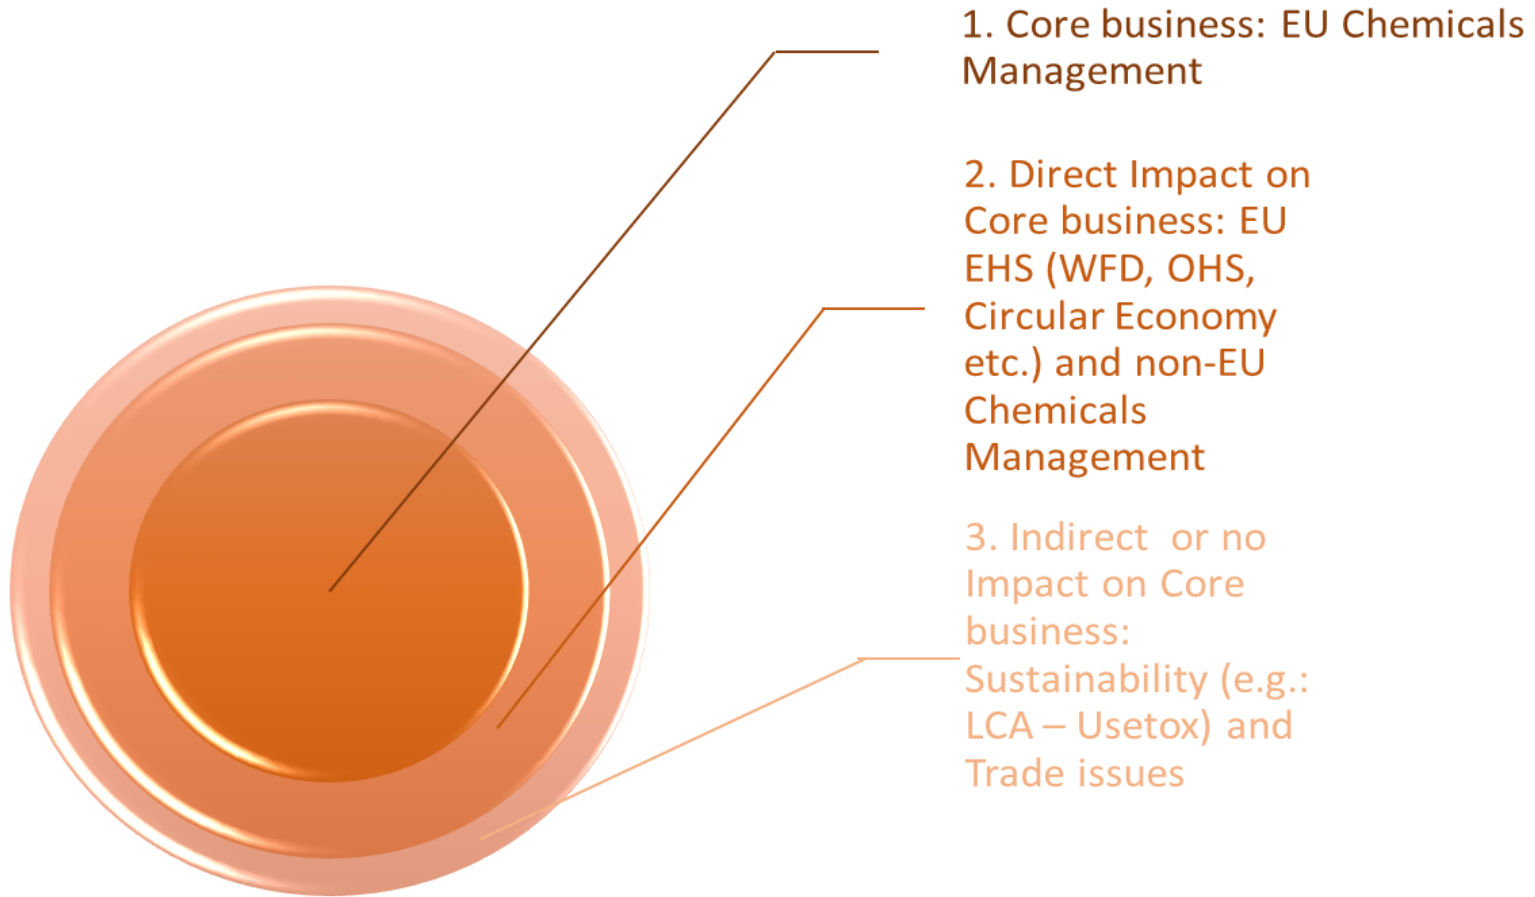 1. Core business: EU Chemicals
Management
2. Direct Impact on
Core business: EU
EHS (WFD, OHS,
Circular Economy
etc.) and non-EU
Chemicals
Management
3. Indirect  or no
Impact on Core
business:
Sustainability (e.g.:
LCA – Usetox) and
Trade issues